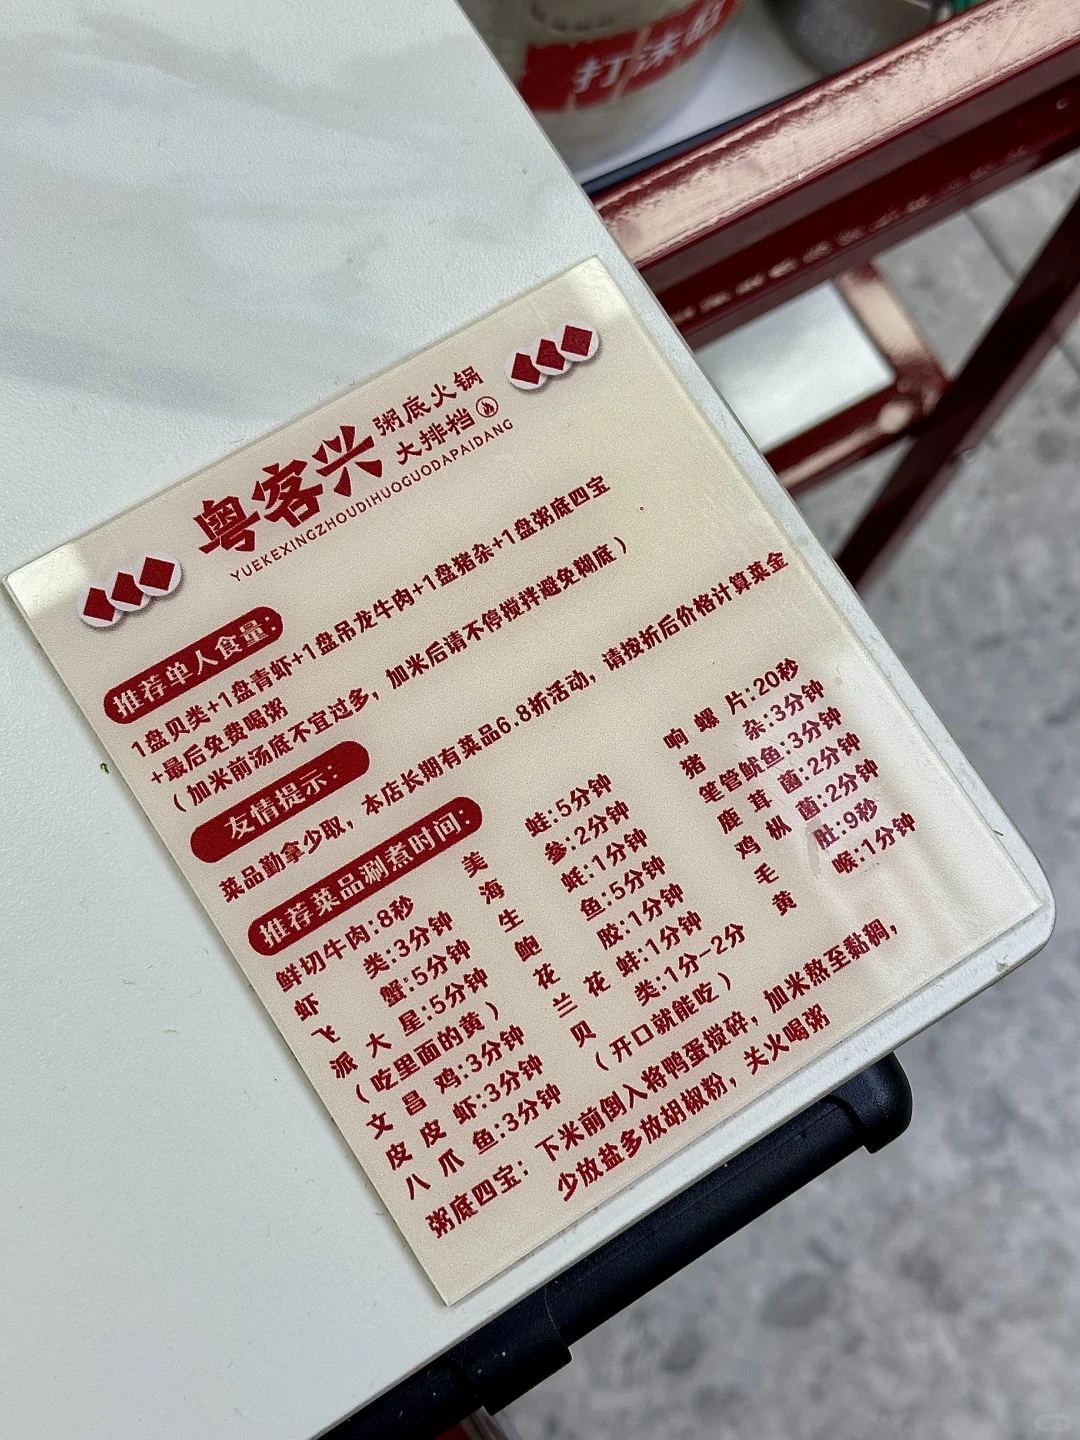 打沫
粤客兴
粥底火锅
大排档
YUEKEXINGZHOUDIHUOGUODAPAIDANG
推荐单人食量:
1盘贝类+1盘青虾+1盘吊龙牛肉+1盘猪杂+1盘粥底四宝
+最后免费喝粥
(加米前汤底不宜过多,加米后请不停搅拌避免糊底)
友情提示:
菜品勤拿少取,本店长期有菜品6.8折活动,请按折后价格计算菜金
推荐菜品涮煮时间:
鲜切牛肉:8秒
虾类:3分钟
飞蟹:5分钟
派大星:5分钟
(吃里面的黄)
文昌鸡:3分钟
皮皮虾:3分钟
八爪鱼:3分钟
美蛙:5分钟
海参:2分钟
生蚝:1分钟
鲍鱼:5分钟
花胶:1分钟
兰花蚌:1分钟
贝类:1分-2分
(开口就能吃)
响螺片:20秒
猪杂:3分钟
笔管鱿鱼:3分钟
鹿茸菌:2分钟
鸡枞菌:2分钟
毛肚:9秒
黄喉:1分钟
粥底四宝:下米前倒入将鸭蛋搅碎,加米熬至黏稠,
少放盐多放胡椒粉,关火喝粥